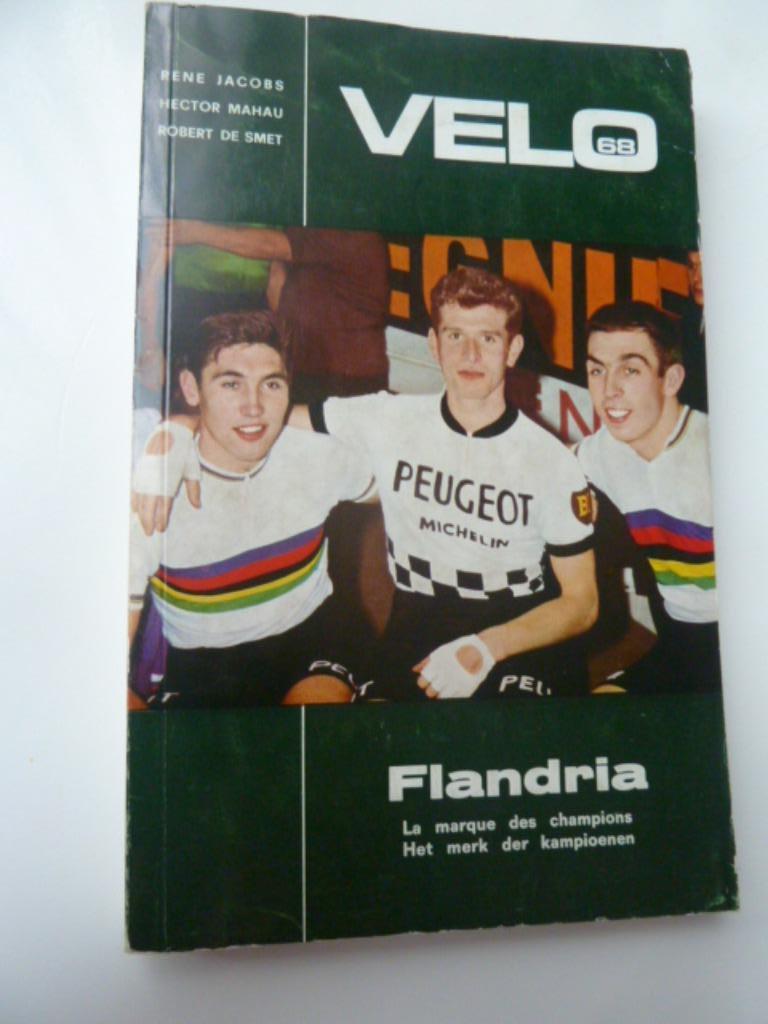 RENE JACOBS
HECTOR MAHAU
ROBERT DE SMET
VELO
68
PEUGEOT
MICHELIN
PEU
Flandria
La marque des champions
Het merk der kampioenen